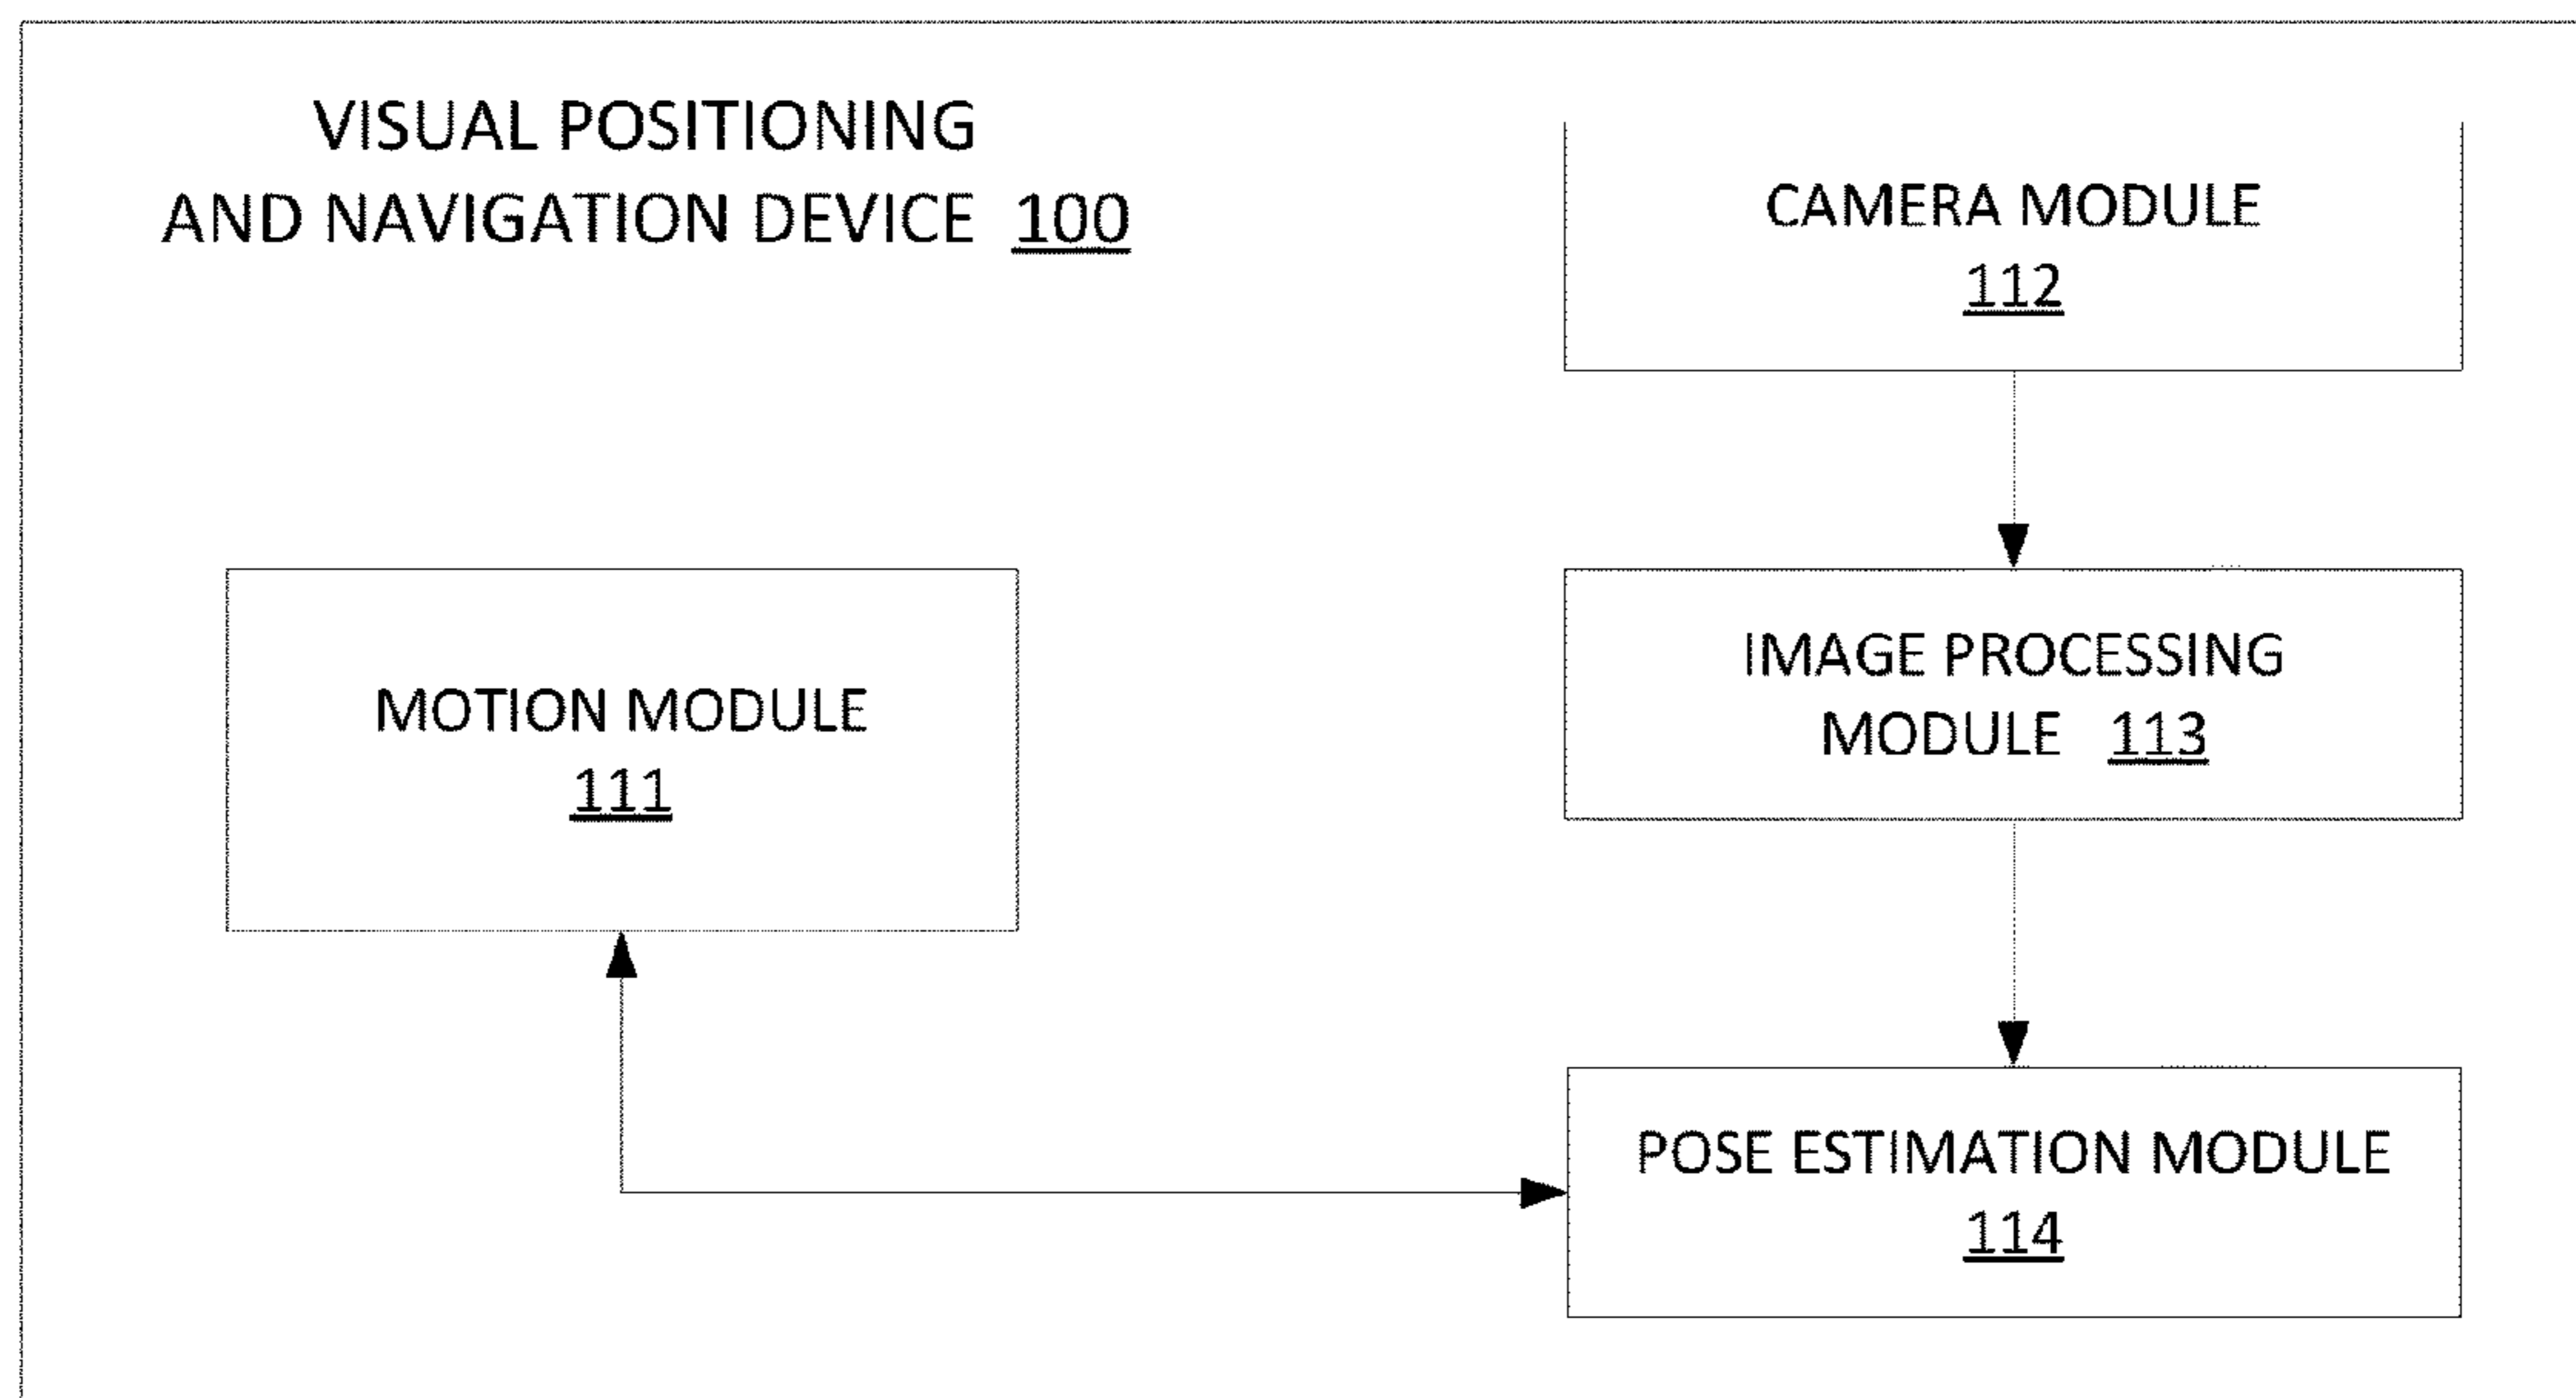 VISUAL POSITIONING
AND NAVIGATION DEVICE 100
CAMERA MODULE
112
IMAGE PROCESSING
MODULE 113
MOTION MODULE
111
POSE ESTIMATION MODULE
114